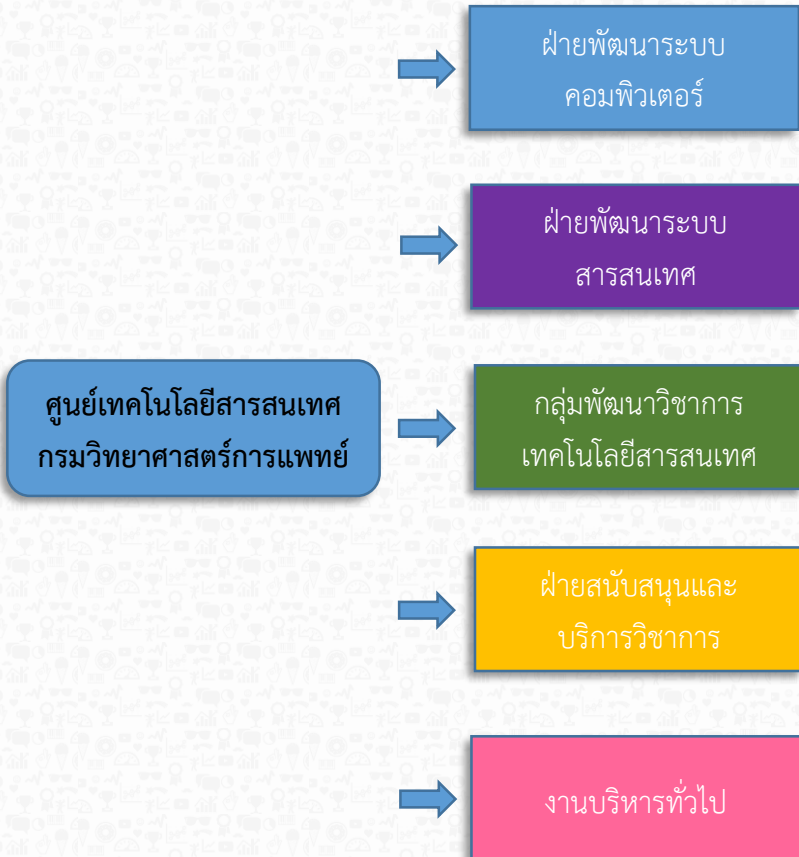 ฝ่ายพัฒนาระบบ
คอมพิวเตอร์
ฝ่ายพัฒนาระบบ
สารสนเทศ
ศูนย์เทคโนโลยีสารสนเทศ
กรมวิทยาศาสตร์การแพทย์
กลุ่มพัฒนาวิชาการ
เทคโนโลยีสารสนเทศ
ฝ่ายสนับสนุนและ
บริการวิชาการ
งานบริหารทั่วไป